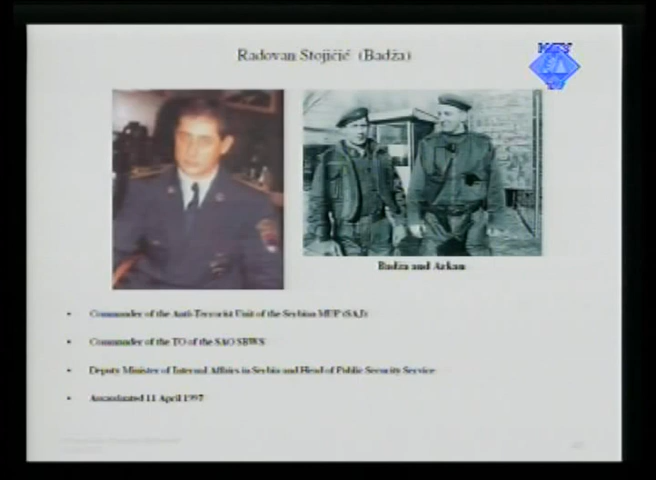 Radovan Stojičić (Badža)
Badža and Arkan
• Commander of the Anti-Terrorist Unit of the Serbian MUP (SAJ)
• Commander of the TO of the SAO SBWS
• Deputy Minister of Internal Affairs in Serbia and Head of Public Security Service
• Assassinated 11 April 1997